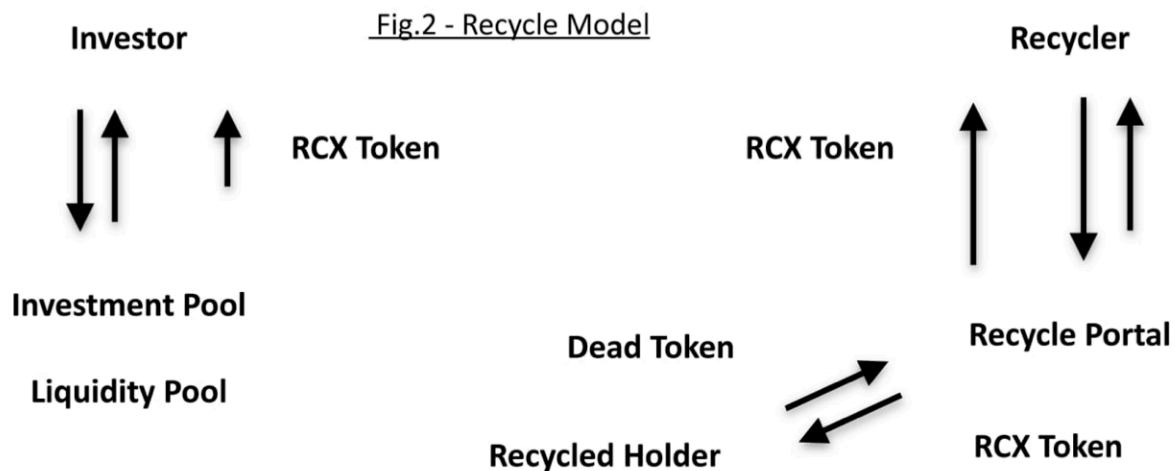 Fig.2 - Recycle Model
Investor
Recycler
RCX Token
RCX Token
Investment Pool
Recycle Portal
Dead Token
Liquidity Pool
RCX Token
Recycled Holder